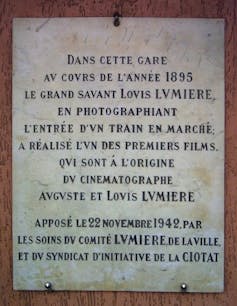 DANS CETTE GARE
AV COVRS DE L'ANNÉE 1895
LE GRAND SAVANT LOVIS LVMIERE,
EN PHOTOGRAPHIANT
L'ENTRÉE D'VN TRAIN EN MARCHÉ;
A RÉALISÉ L'VN DES PREMIERS FILMS.
QVI SONT À L'ORIGINE
DV CINEMATOGRAPHE
AVGVSTE ET LOVIS LVMIERE
APPOSÉ LE 22 NOVEMBRE 1942, PAR
LES SOINS DV COMITÉ LVMIERE, DE LA VILLE,
ET DV SYNDICAT D'INITIATIVE DE LA CIOTAT